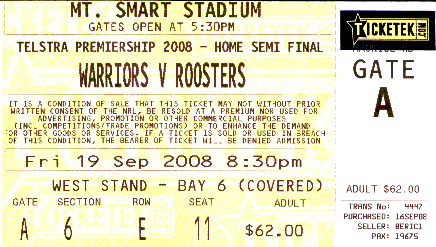 MT. SMART STADIUM
GATES OPEN AT 5:30PM
TELSTRA PREMIERSHIP 2008 - HOME SEMI FINAL
WARRIORS V ROOSTERS
IT IS A CONDITION OF SALE THAT THIS TICKET MAY NOT WITHOUT PRIOR
WRITTEN CONSENT OF THE NRL, BE RESOLD AT A PREMIUM NOR USED FOR
ADVERTISING, PROMOTION OR OTHER COMMERCIAL PURPOSES
(INC. COMPETITIONS/TRADE PROMOTIONS) OR TO ENHANCE THE DEMAND
FOR OTHER GOODS OR SERVICES. IF A TICKET IS SOLD OR USED IN BREACH
OF THIS CONDITION, THE BEARER OF TICKET WILL BE DENIED ADMISSION
Fri 19 Sep 2008 8:30pm
WEST STAND - BAY 6 (COVERED)
GATE SECTION ROW SEAT ADULT
A 6 E 11 $62.00
TICKETEK
GATE
A
ADULT $62.00
TRANS No: 4447
PURCHASED: 16SEP08
SELLER: BERIC1
PAX: 19675